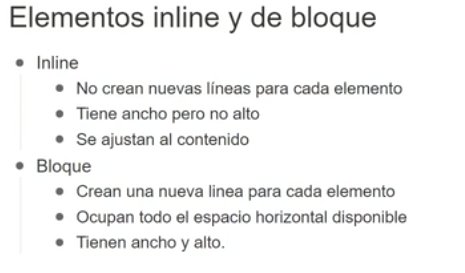 Elementos inline y de bloque
Inline
No crean nuevas líneas para cada elemento
Tiene ancho pero no alto
Se ajustan al contenido
Bloque
Crean una nueva linea para cada elemento
Ocupan todo el espacio horizontal disponible
Tienen ancho y alto.